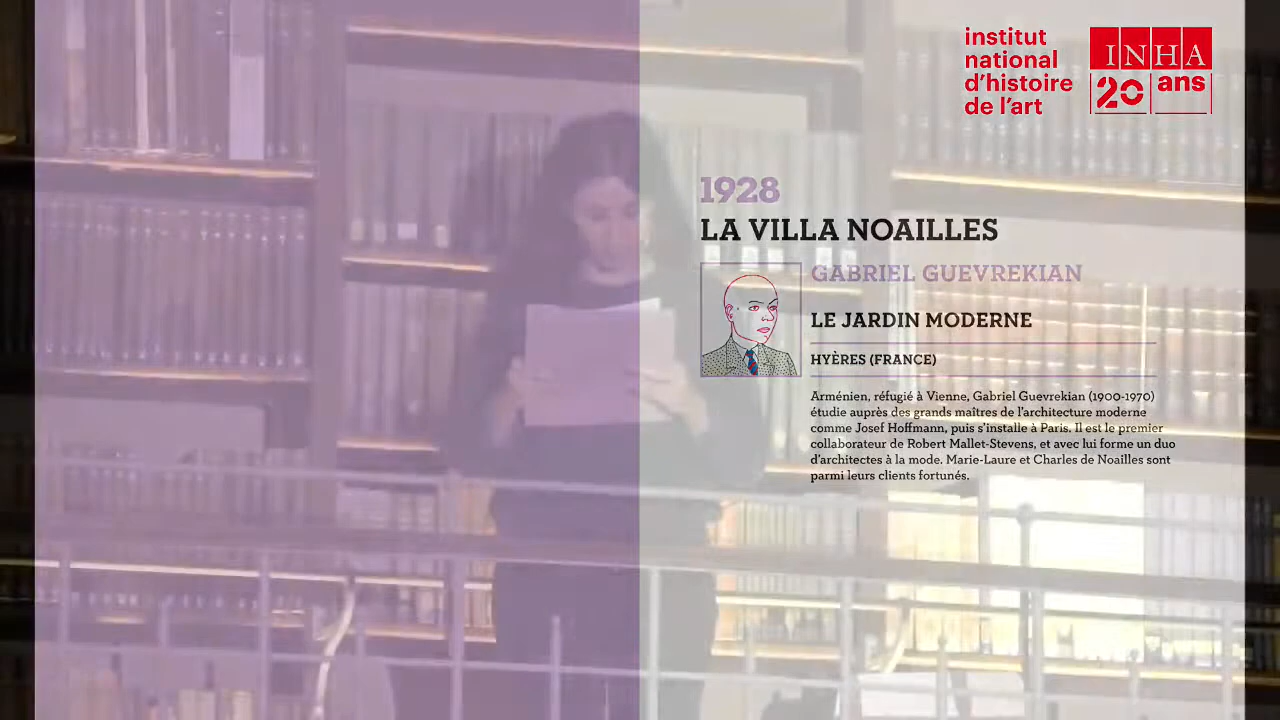 institut
national
d'histoire
de l'art
INHA
20 ans
1928
LA VILLA NOAILLES
GABRIEL GUEVREKIAN
LE JARDIN MODERNE
HYÈRES (FRANCE)
Arménien, réfugié à Vienne, Gabriel Guevrekian (1900-1970)
étudie auprès des grands maîtres de l'architecture moderne
comme Josef Hoffmann, puis s'installe à Paris. Il est le premier
collaborateur de Robert Mallet-Stevens, et avec lui forme un duo
d'architectes à la mode. Marie-Laure et Charles de Noailles sont
parmi leurs clients fortunés.